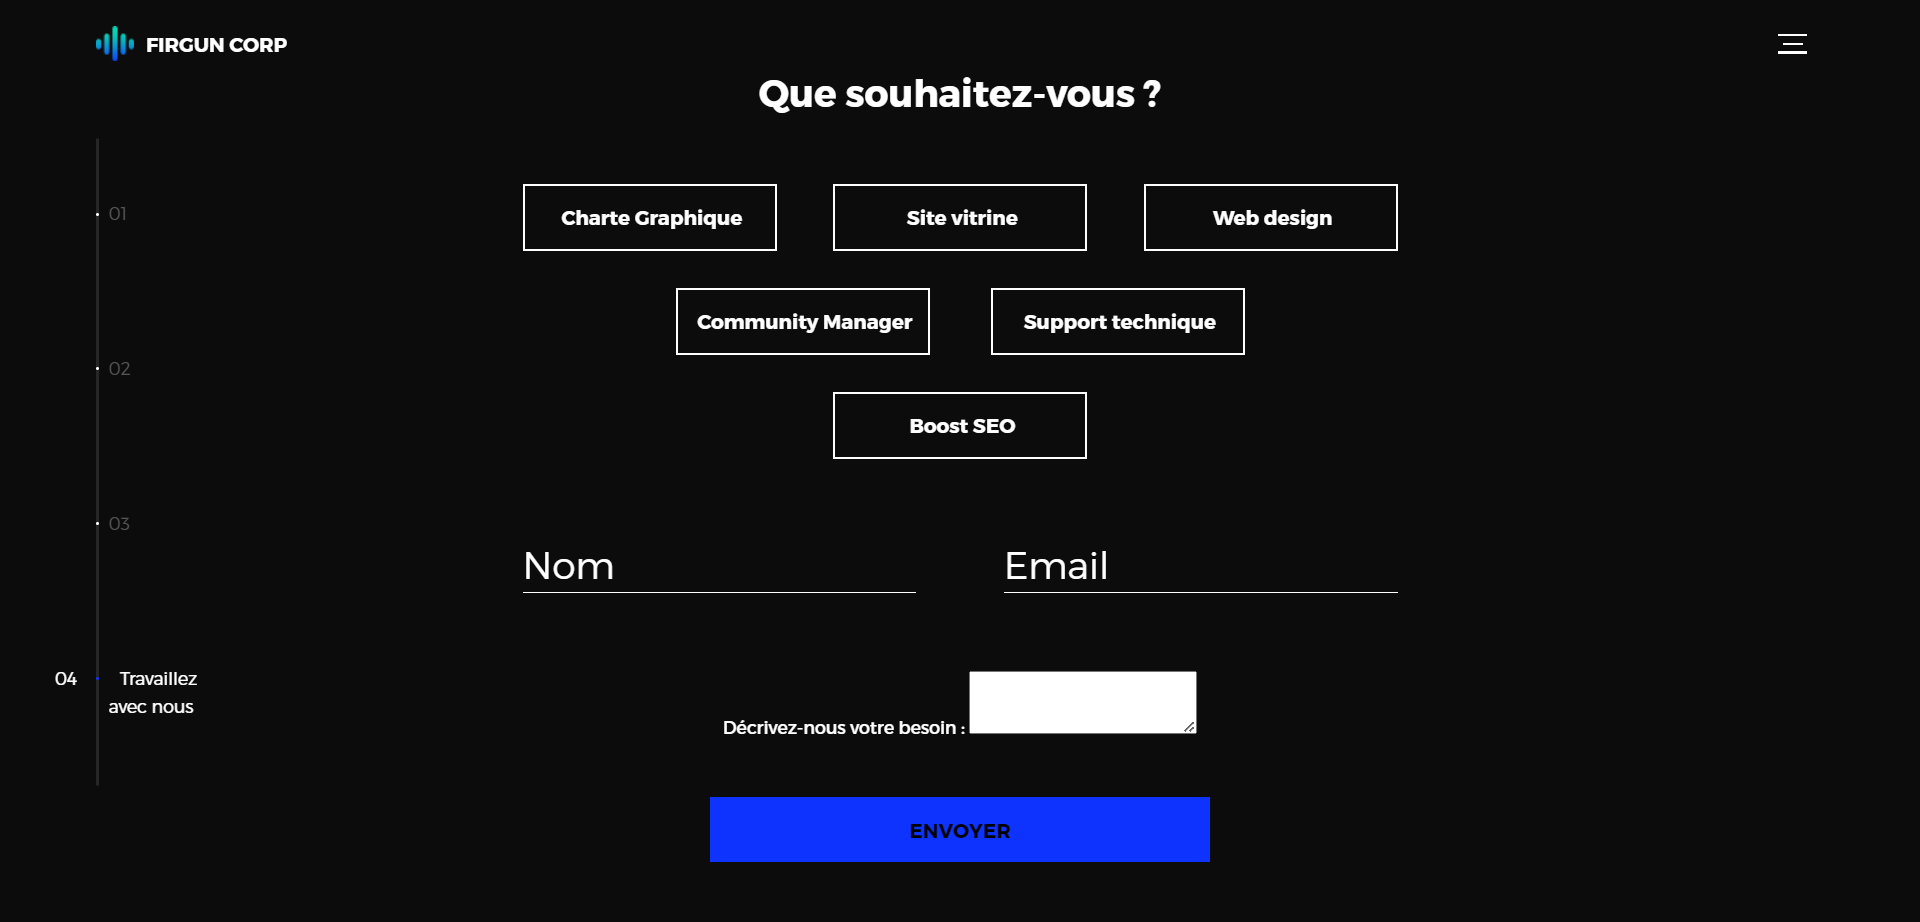 FIRGUN CORP
Que souhaitez-vous ?
01
Charte Graphique
Site vitrine
Web design
Community Manager
Support technique
02
Boost SEO
03
Nom
Email
04
Travaillez
avec nous
Décrivez-nous votre besoin :
ENVOYER